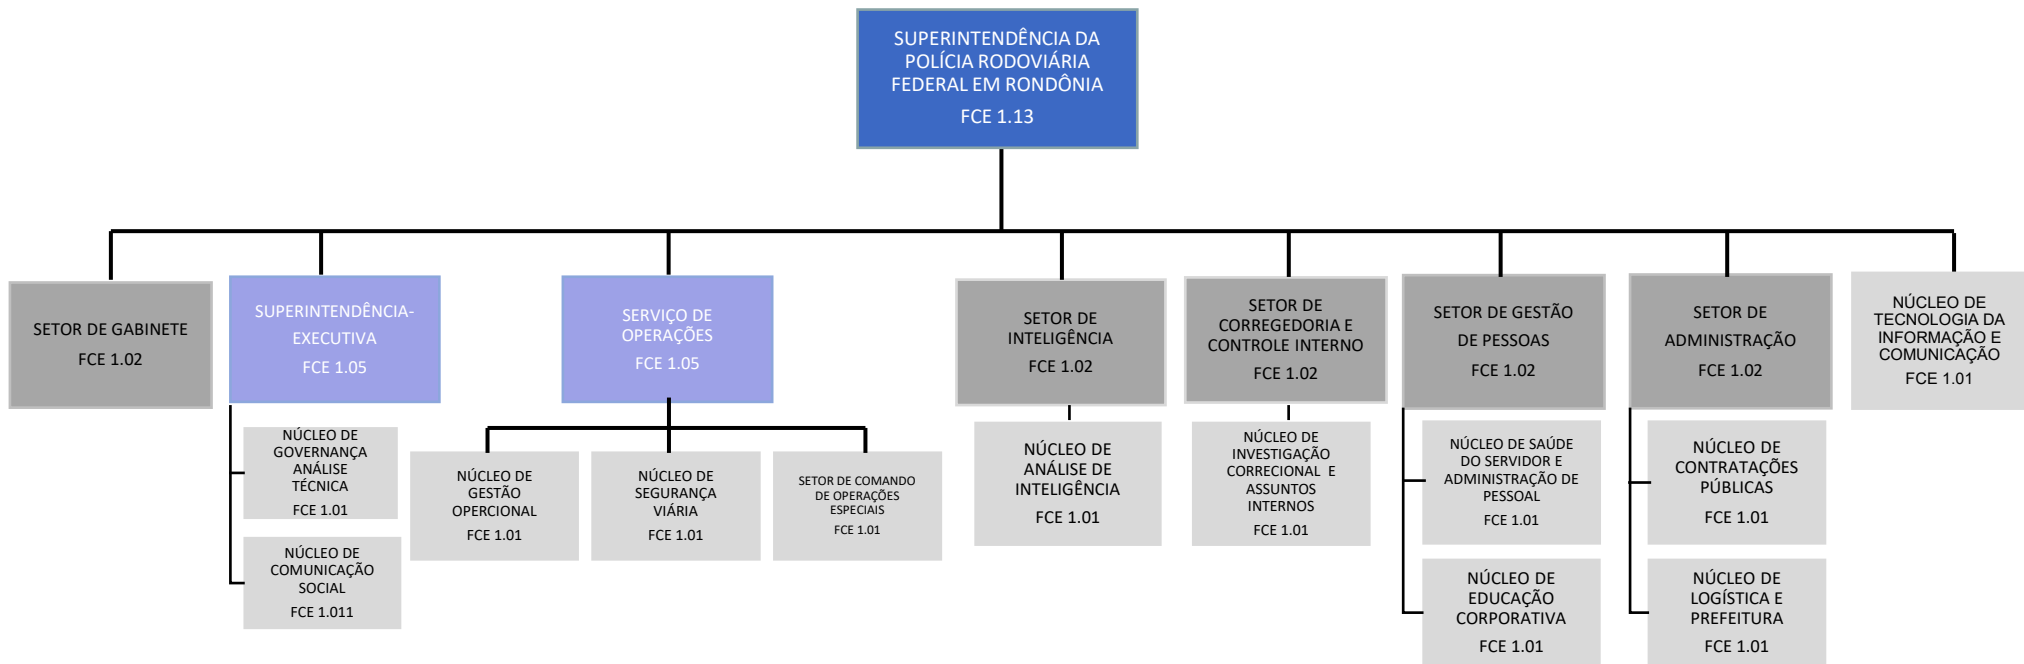 SUPERINTENDÊNCIA DA
POLÍCIA RODOVIÁRIA
FEDERAL EM RONDÔNIA
FCE 1.13
SETOR DE GABINETE
FCE 1.02
SUPERINTENDÊNCIA-
EXECUTIVA
FCE 1.05
NÚCLEO DE
GOVERNANÇA
ANÁLISE
TÉCNICA
FCE 1.01
NÚCLEO DE
COMUNICAÇÃO
SOCIAL
FCE 1.011
SERVIÇO DE
OPERAÇÕES
FCE 1.05
NÚCLEO DE
GESTÃO
OPERCIONAL
FCE 1.01
NÚCLEO DE
SEGURANÇA
VIÁRIA
FCE 1.01
SETOR DE COMANDO
DE OPERAÇÕES
ESPECIAIS
FCE 1.01
SETOR DE
INTELIGÊNCIA
FCE 1.02
NÚCLEO DE
ANÁLISE DE
INTELIGÊNCIA
FCE 1.01
SETOR DE
CORREGEDORIA E
CONTROLE INTERNO
FCE 1.02
NÚCLEO DE
INVESTIGAÇÃO
CORRECIONAL E
ASSUNTOS
INTERNOS
FCE 1.01
SETOR DE GESTÃO
DE PESSOAS
FCE 1.02
NÚCLEO DE SAÚDE
DO SERVIDOR E
ADMINISTRAÇÃO DE
PESSOAL
FCE 1.01
NÚCLEO DE
EDUCAÇÃO
CORPORATIVA
FCE 1.01
SETOR DE
ADMINISTRAÇÃO
FCE 1.02
NÚCLEO DE
CONTRATAÇÕES
PÚBLICAS
FCE 1.01
NÚCLEO DE
LOGÍSTICA E
PREFEITURA
FCE 1.01
NÚCLEO DE
TECNOLOGIA DA
INFORMAÇÃO E
COMUNICAÇÃO
FCE 1.01